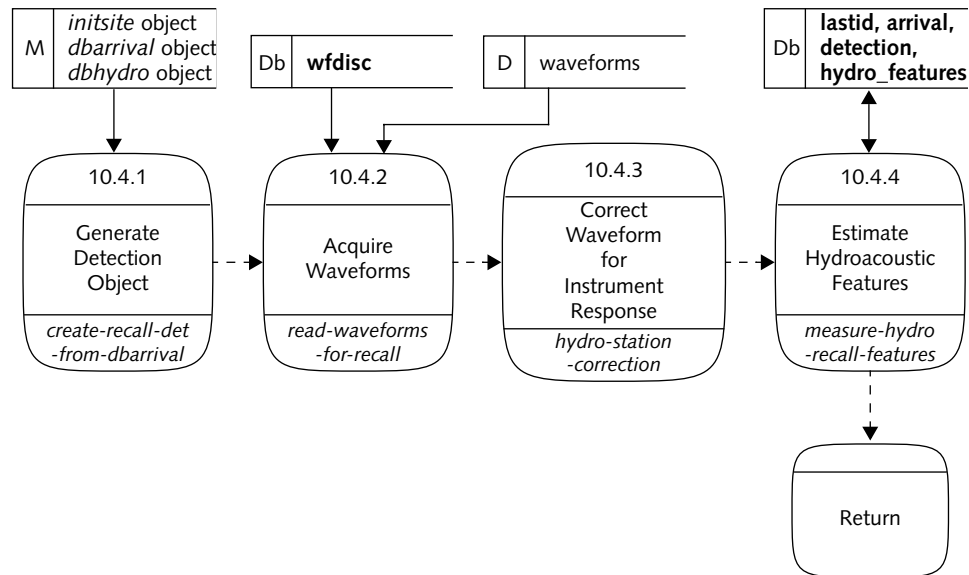 M
initsite object
dbarrival object
dbhydro object
Db
wfdisc
D
waveforms
Db
lastid, arrival,
detection,
hydro_features
10.4.1
Generate
Detection
Object
create-recall-det
-from-dbarrival
10.4.2
Acquire
Waveforms
read-waveforms
-for-recall
10.4.3
Correct
Waveform
for
Instrument
Response
hydro-station
-correction
10.4.4
Estimate
Hydroacoustic
Features
measure-hydro
-recall-features
Return